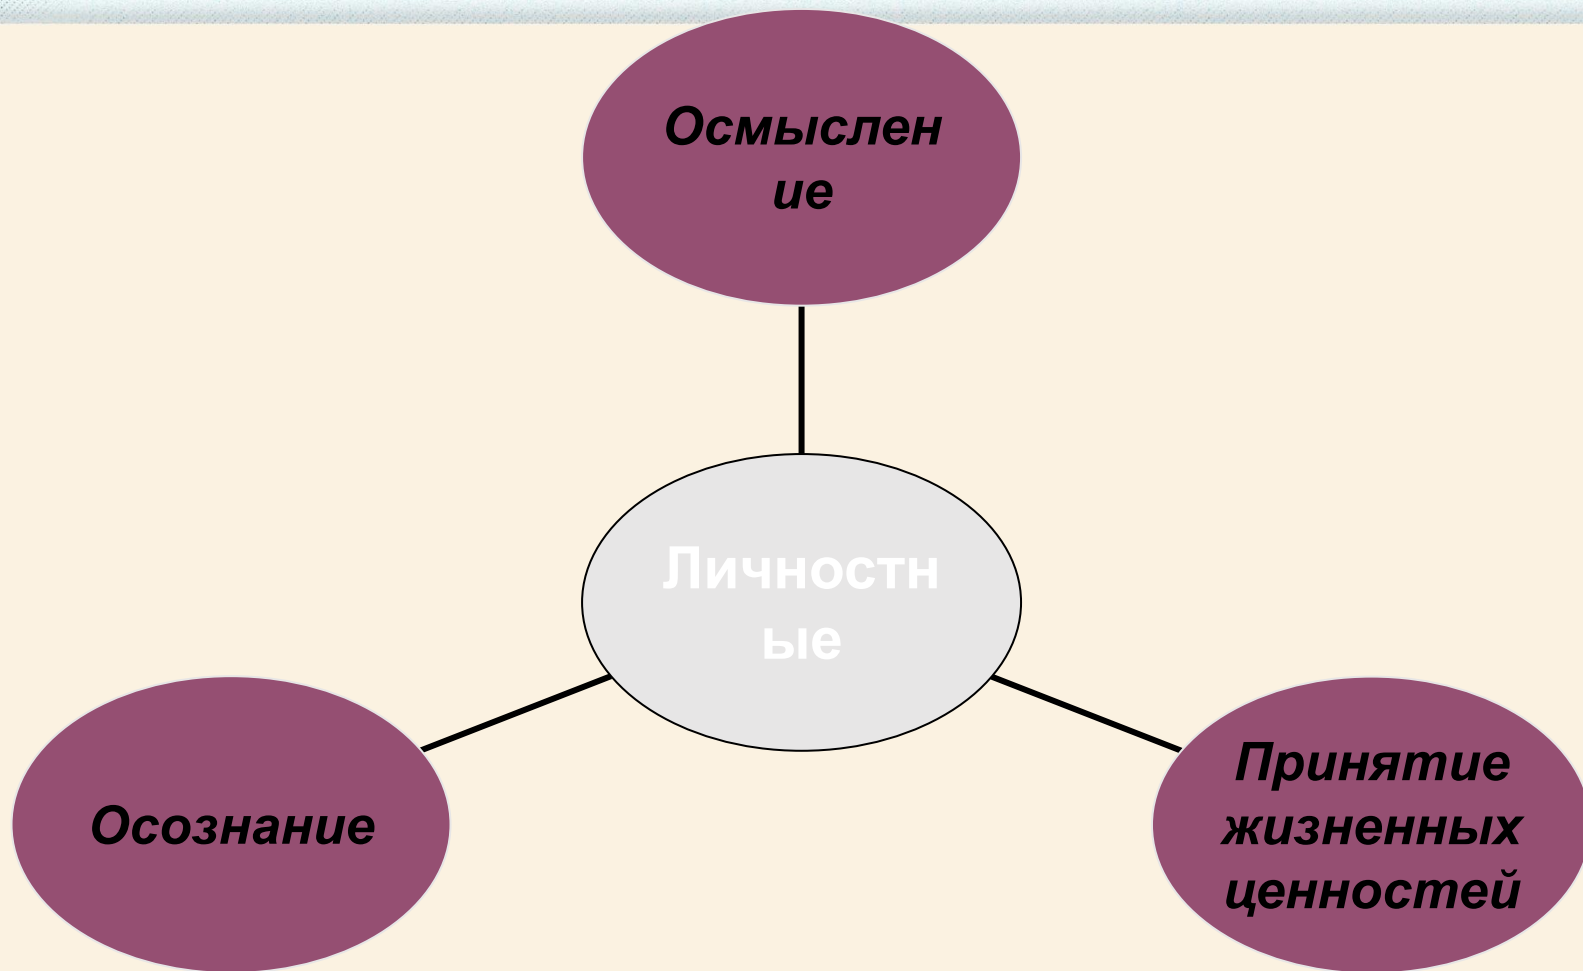 Осмыслен
ие
Личностн
ые
Осознание
Принятие
жизненных
ценностей